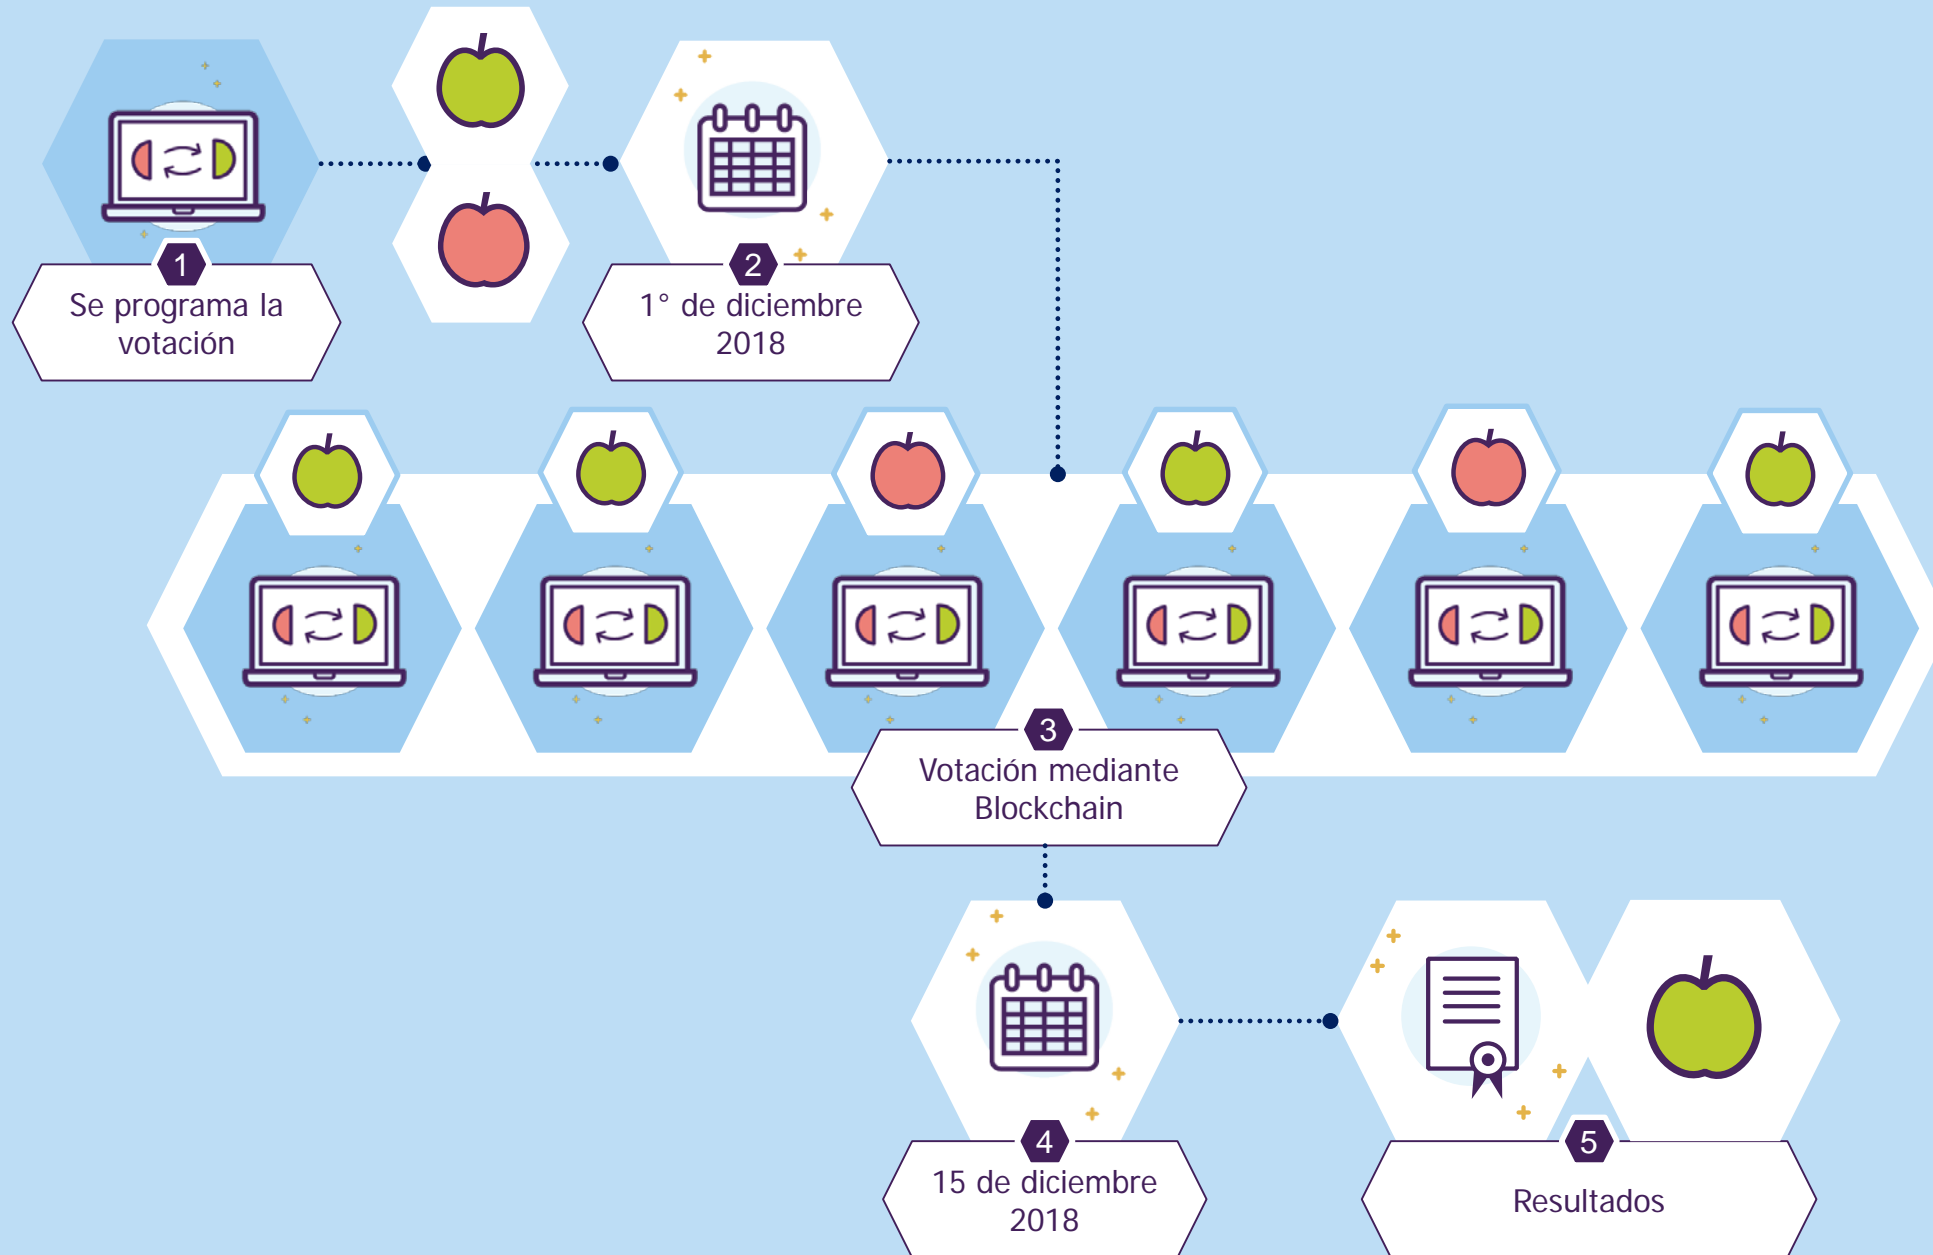 1
Se programa la
votación
2
1° de diciembre
2018
3
Votación mediante
Blockchain
4
15 de diciembre
2018
5
Resultados